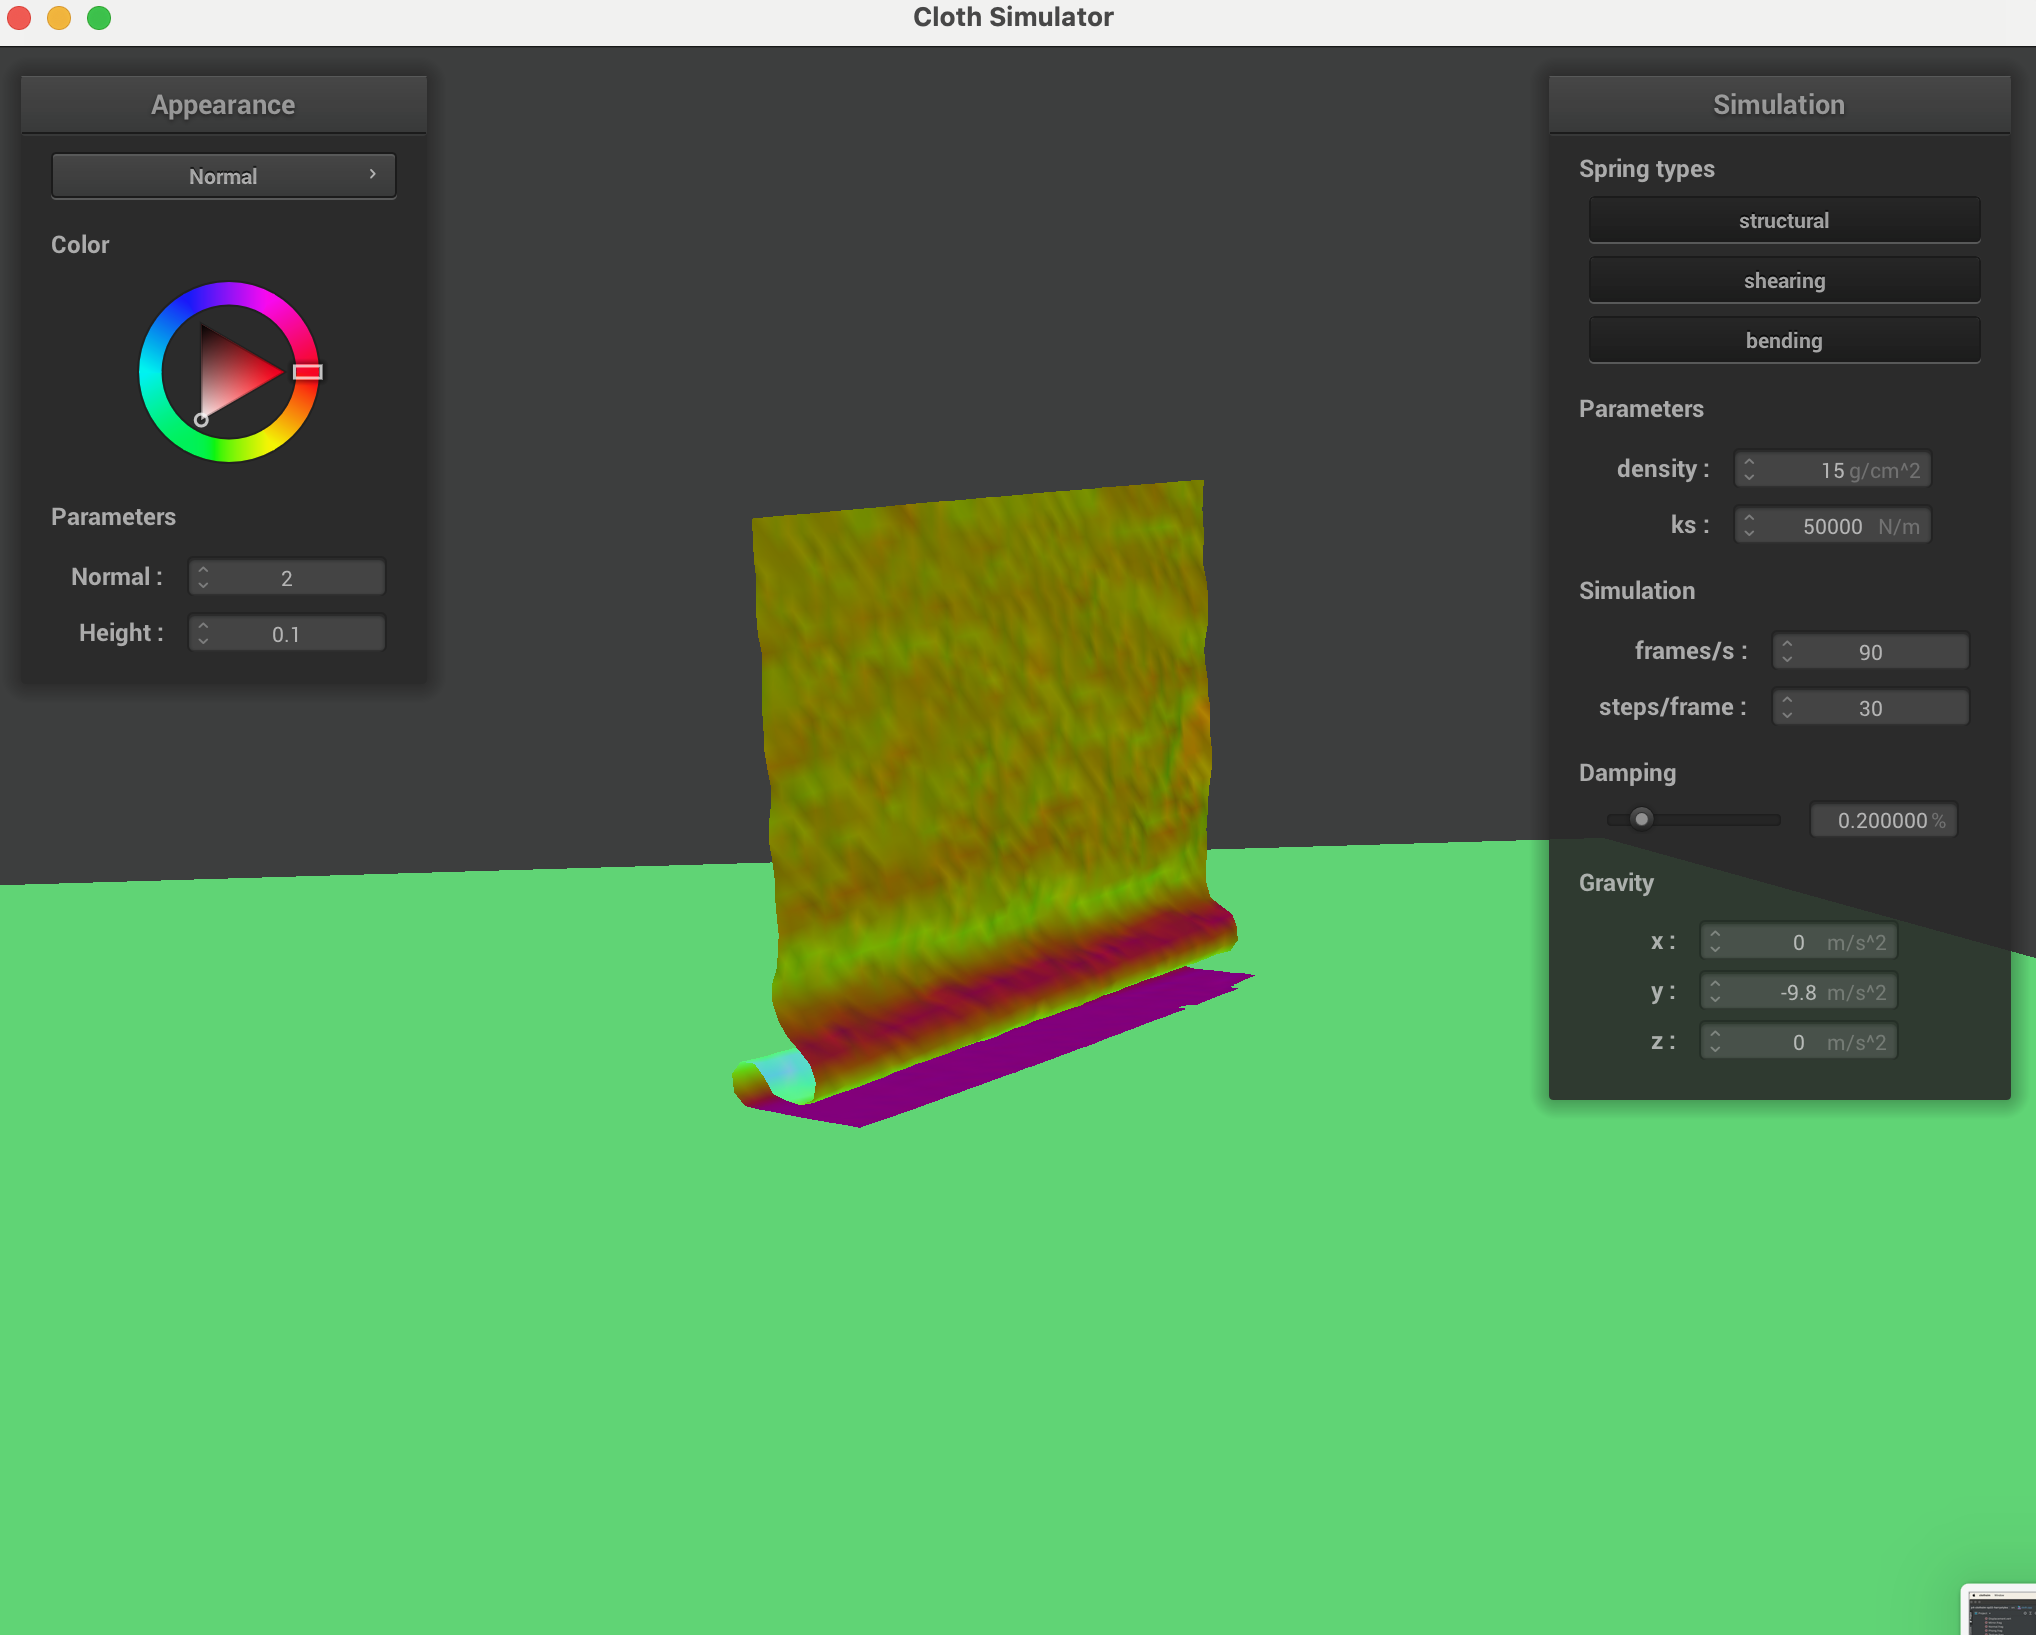 Cloth Simulator
Appearance
Normal
Color
Parameters
Normal : 2
Height : 0.1
Simulation
Spring types
structural
shearing
bending
Parameters
density : 15 g/cm^2
ks : 50000 N/m
Simulation
frames/s : 90
steps/frame : 30
Damping
0.200000 %
Gravity
x : 0 m/s^2
y : -9.8 m/s^2
z : 0 m/s^2